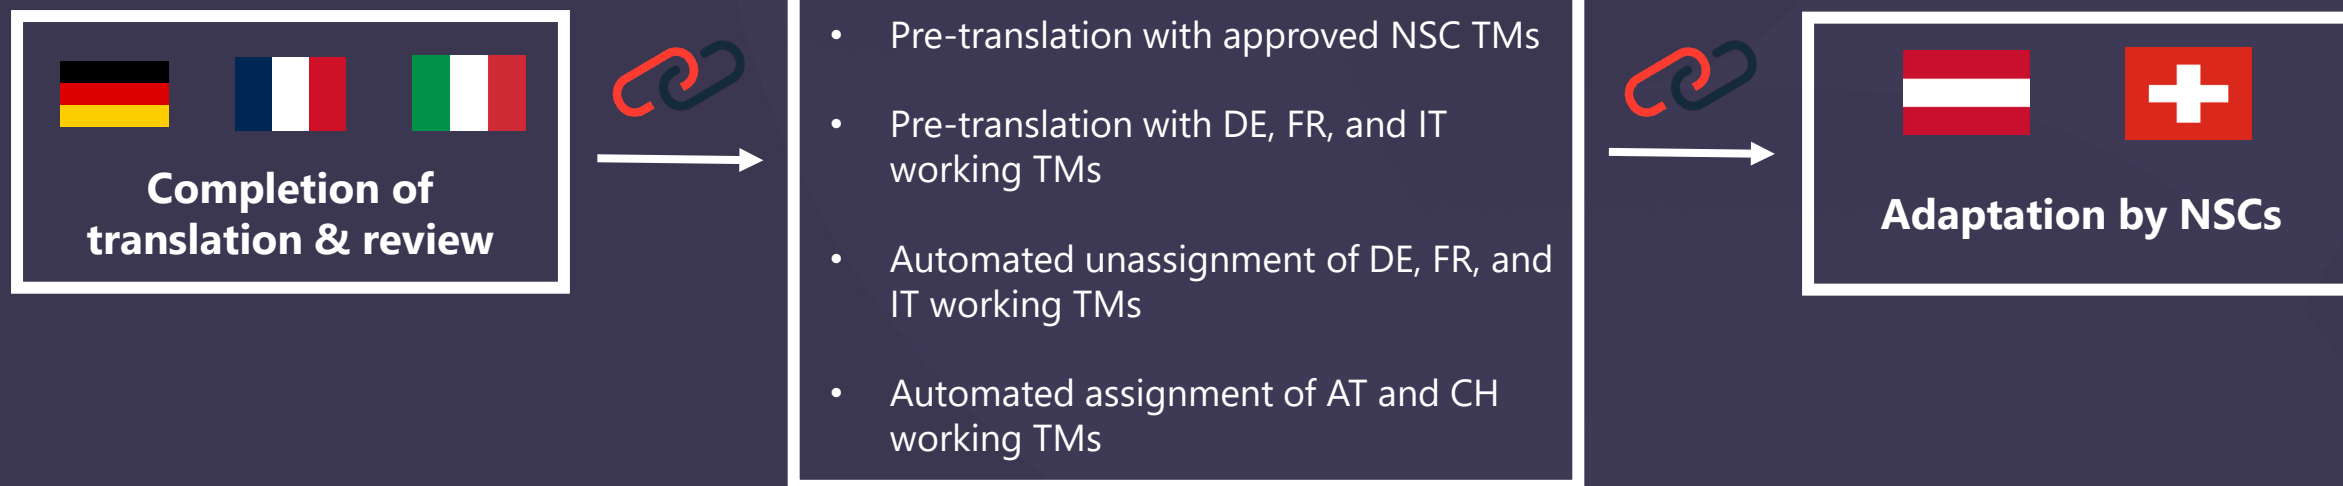 Completion of
translation & review
• Pre-translation with approved NSC TMs
• Pre-translation with DE, FR, and IT
working TMs
• Automated unassignment of DE, FR, and
IT working TMs
• Automated assignment of AT and CH
working TMs
Adaptation by NSCs